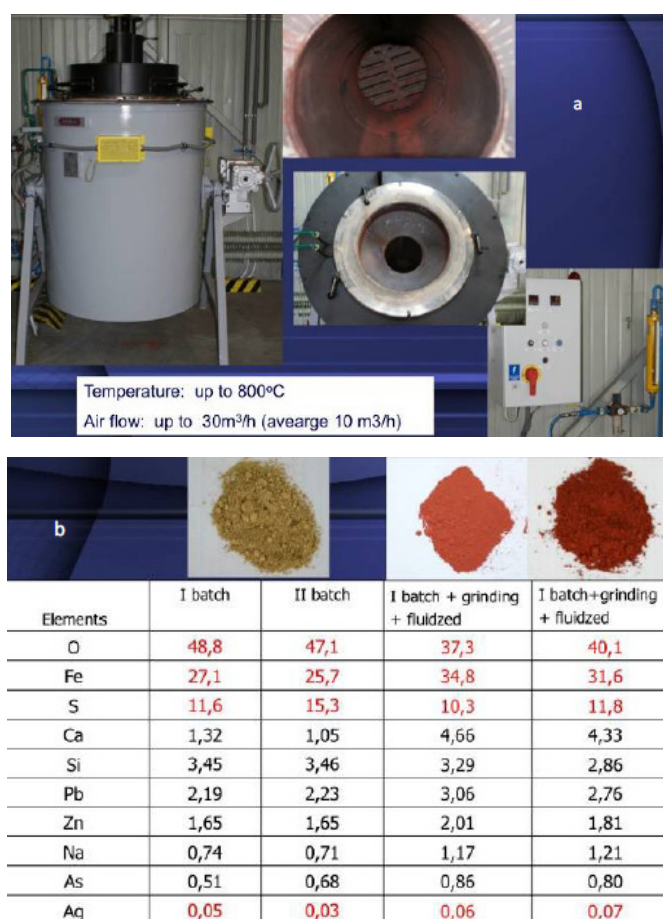 a
Temperature: up to 800°C
Air flow: up to 30m³/h (avearge 10 m3/h)
b
Elements I batch II batch I batch + grinding + fluidzed I batch+grinding + fluidzed
O 48,8 47,1 37,3 40,1
Fe 27,1 25,7 34,8 31,6
S 11,6 15,3 10,3 11,8
Ca 1,32 1,05 4,66 4,33
Si 3,45 3,46 3,29 2,86
Pb 2,19 2,23 3,06 2,76
Zn 1,65 1,65 2,01 1,81
Na 0,74 0,71 1,17 1,21
As 0,51 0,68 0,86 0,80
Ag 0,05 0,03 0,06 0,07